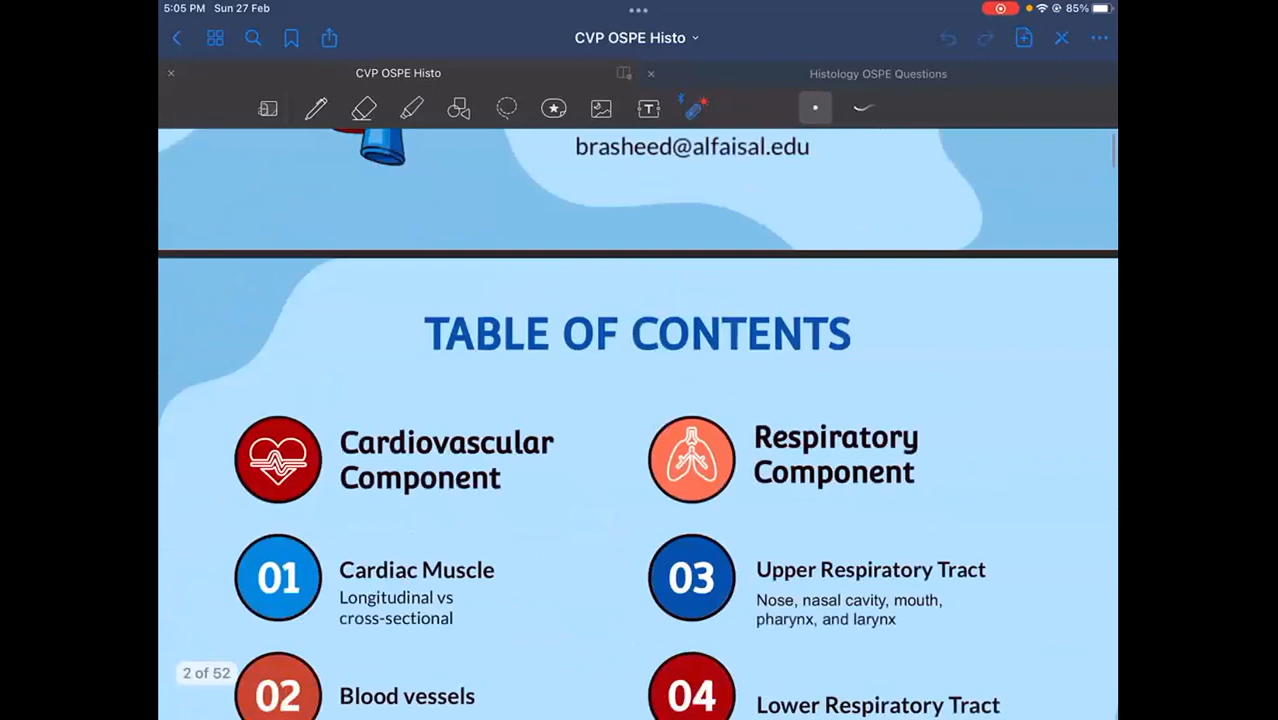 5:05 PM Sun 27 Feb
85%
CVP OSPE Histo
CVP OSPE Histo
Histology OSPE Questions
brasheed@alfaisal.edu
TABLE OF CONTENTS
Cardiovascular
Component
Respiratory
Component
01
Cardiac Muscle
Longitudinal vs
cross-sectional
03
Upper Respiratory Tract
Nose, nasal cavity, mouth,
pharynx, and larynx
2 of 52
02
Blood vessels
04
Lower Respiratory Tract